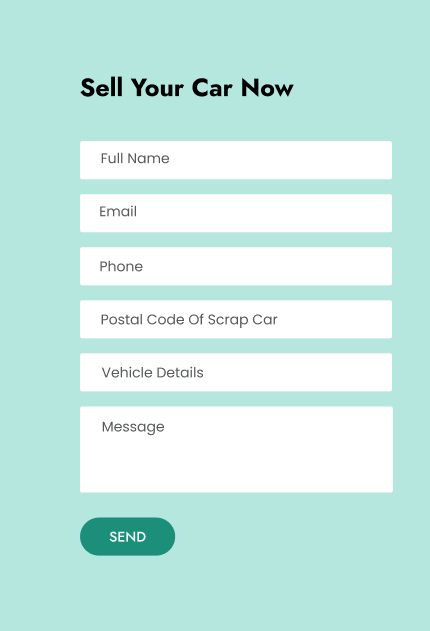 Sell Your Car Now
Full Name
Email
Phone
Postal Code Of Scrap Car
Vehicle Details
Message
SEND